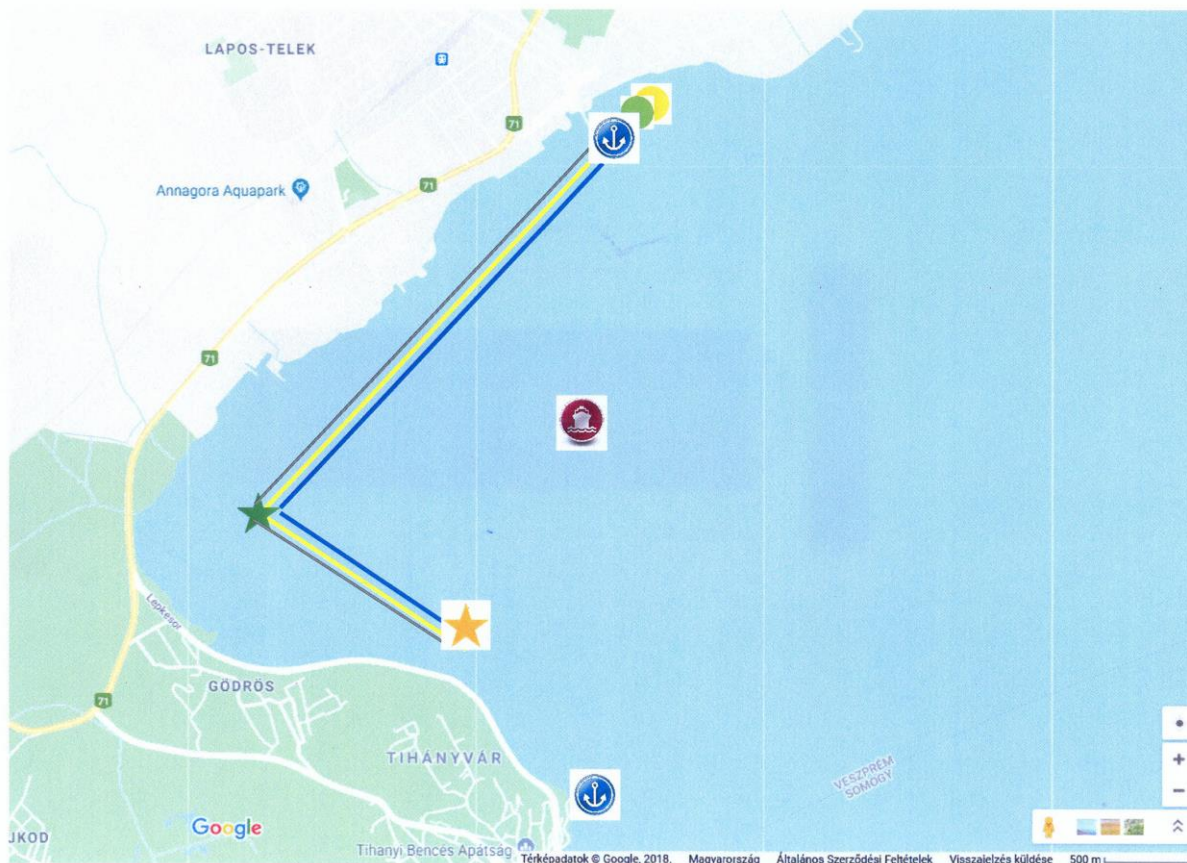 LAPOS-TELEK
71
Annagora Aquapark
71
71
Lepkesor
GÖDRÖS
71
TIHANYVÁR
VESZPRÉM
SOMOGY
JKOD
Google
Tihanyi Bencés Apátság
Térképadatok © Google, 2018. Magyarország Általános Szerződési Feltételek Visszajelzés küldése 500 m